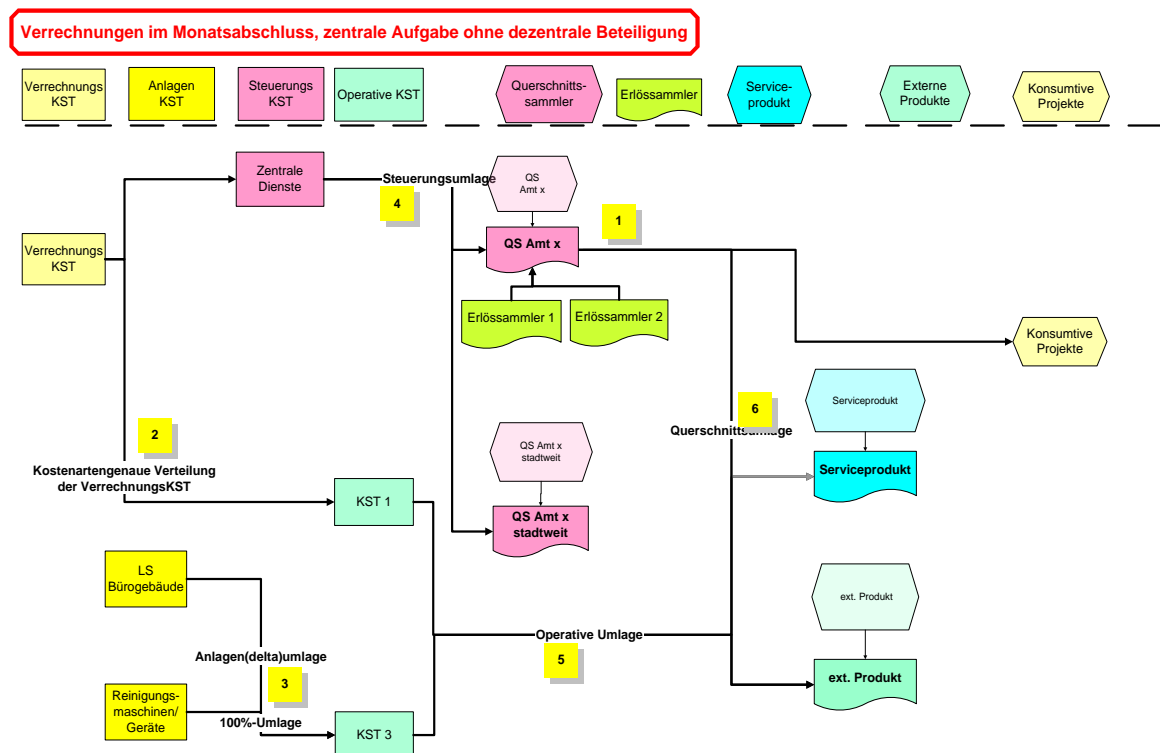 Verrechnungen im Monatsabschluss, zentrale Aufgabe ohne dezentrale Beteiligung
Verrechnungs
KST
Anlagen
KST
Steuerungs
KST
Operative KST
Querschnitts-
sammler
Erlössammler
Service-
produkt
Externe
Produkte
Konsumtive
Projekte
Zentrale
Dienste
Steuerungsumlage
4
QS
Amt x
1
QS Amt x
Verrechnungs
KST
Erlössammler 1
Erlössammler 2
Konsumtive
Projekte
2
Kostenartengenaue Verteilung
der VerrechnungsKST
6
Querschnittsumlage
Serviceprodukt
Serviceprodukt
QS Amt x
stadtweit
QS Amt x
stadtweit
KST 1
LS
Bürogebäude
Anlagen(delta)umlage
3
100%-Umlage
Reinigungs-
maschinen/
Geräte
KST 3
Operative Umlage
5
ext. Produkt
ext. Produkt